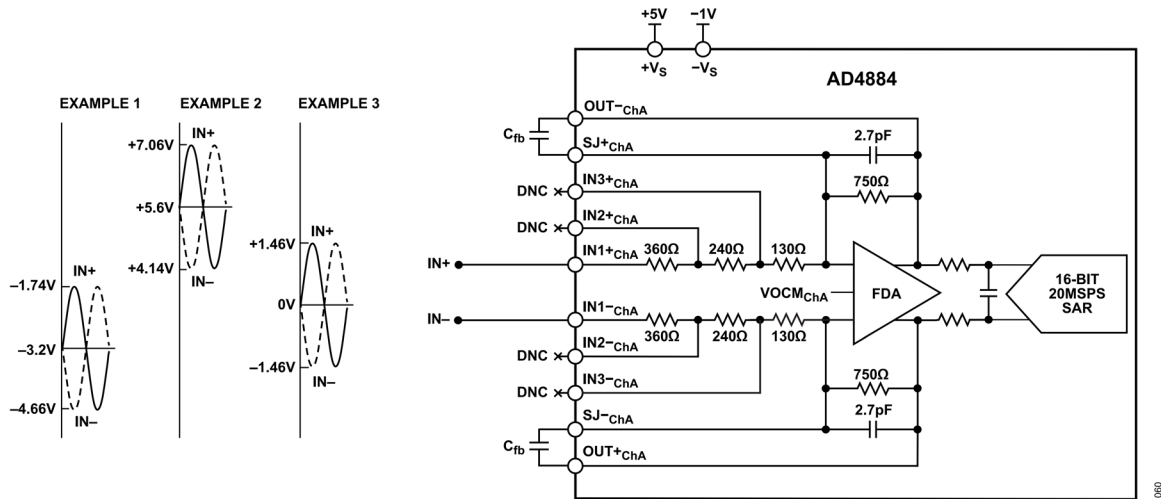 EXAMPLE 1
EXAMPLE 2
EXAMPLE 3
IN+
−1.74V
−3.2V
−4.66V
IN−
IN+
+7.06V
+5.6V
+4.14V
IN−
IN+
+1.46V
0V
−1.46V
IN−
+5V
−1V
+VS
−VS
AD4884
OUT−ChA
Cfb
SJ+ChA
2.7pF
DNC
IN3+ChA
750Ω
DNC
IN2+ChA
IN+
IN1+ChA
360Ω
240Ω
130Ω
VOCMChA
FDA
16-BIT
20MSPS
SAR
IN−
IN1−ChA
360Ω
240Ω
130Ω
DNC
IN2−ChA
DNC
IN3−ChA
750Ω
SJ−ChA
2.7pF
Cfb
OUT+ChA
060